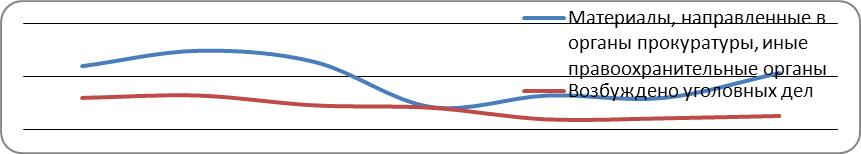 Материалы, направленные в
органы прокуратуры, иные
правоохранительные органы
Возбуждено уголовных дел